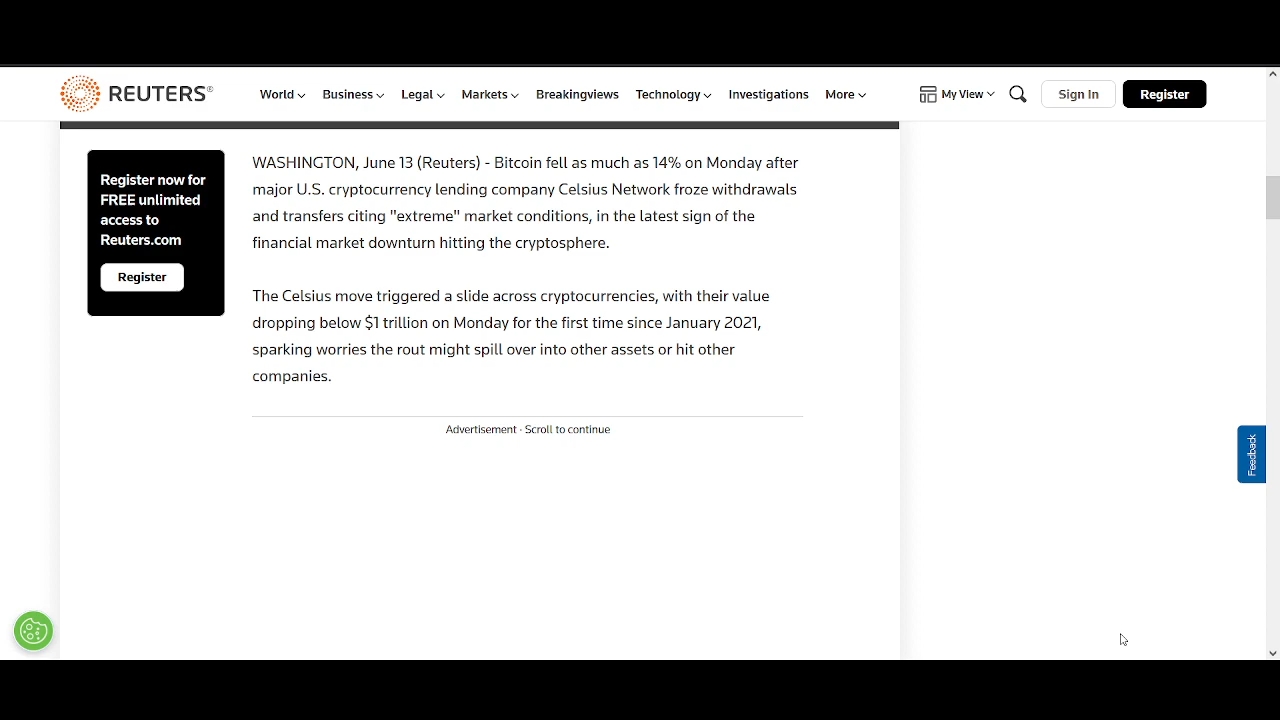 REUTERS®
World
Business
Legal
Markets
Breakingviews
Technology
Investigations
More
My View
Sign In
Register
Register now for
FREE unlimited
access to
Reuters.com
Register
WASHINGTON, June 13 (Reuters) - Bitcoin fell as much as 14% on Monday after
major U.S. cryptocurrency lending company Celsius Network froze withdrawals
and transfers citing "extreme" market conditions, in the latest sign of the
financial market downturn hitting the cryptosphere.
The Celsius move triggered a slide across cryptocurrencies, with their value
dropping below $1 trillion on Monday for the first time since January 2021,
sparking worries the rout might spill over into other assets or hit other
companies.
Advertisement · Scroll to continue
Feedback